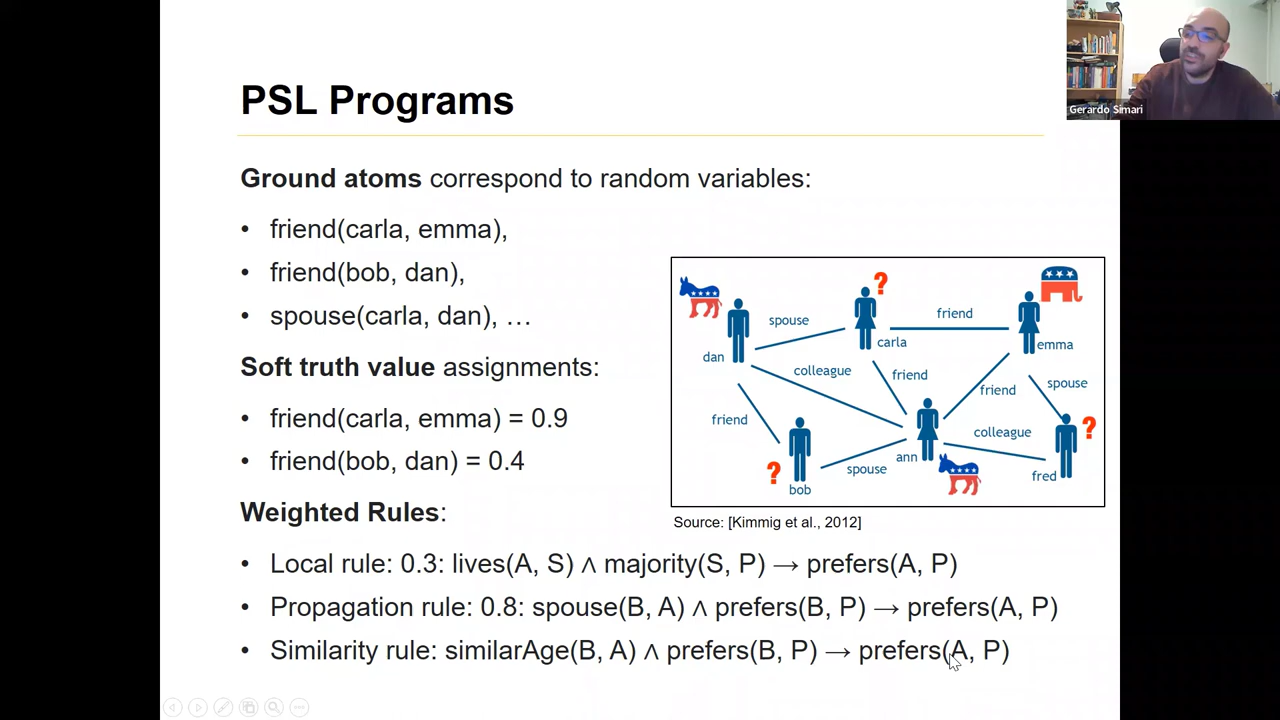 PSL Programs
Gerardo Simari
Ground atoms correspond to random variables:
• friend(carla, emma),
• friend(bob, dan),
• spouse(carla, dan), …
Soft truth value assignments:
• friend(carla, emma) = 0.9
• friend(bob, dan) = 0.4
Weighted Rules:
• Local rule: 0.3: lives(A, S) ∧ majority(S, P) → prefers(A, P)
• Propagation rule: 0.8: spouse(B, A) ∧ prefers(B, P) → prefers(A, P)
• Similarity rule: similarAge(B, A) ∧ prefers(B, P) → prefers(A, P)
?
spouse
friend
carla
emma
dan
colleague
friend
friend
spouse
friend
colleague
?
ann
spouse
?
fred
bob
Source: [Kimmig et al., 2012]